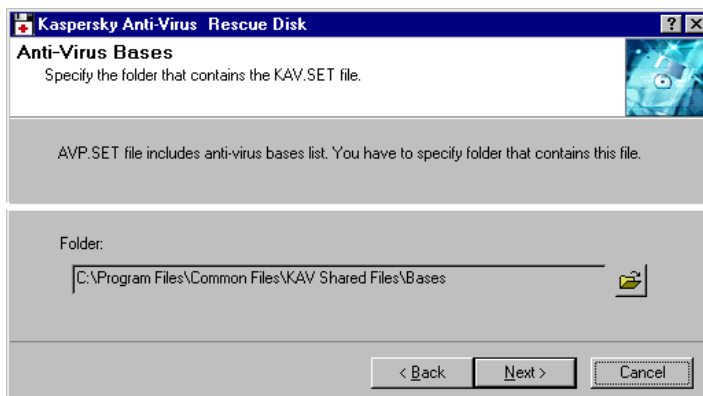 Kaspersky Anti-Virus  Rescue Disk
Anti-Virus Bases
Specify the folder that contains the KAV.SET file.
AVP.SET file includes anti-virus bases list. You have to specify folder that contains this file.
Folder:
C:\Program Files\Common Files\KAV Shared Files\Bases
< Back
Next >
Cancel